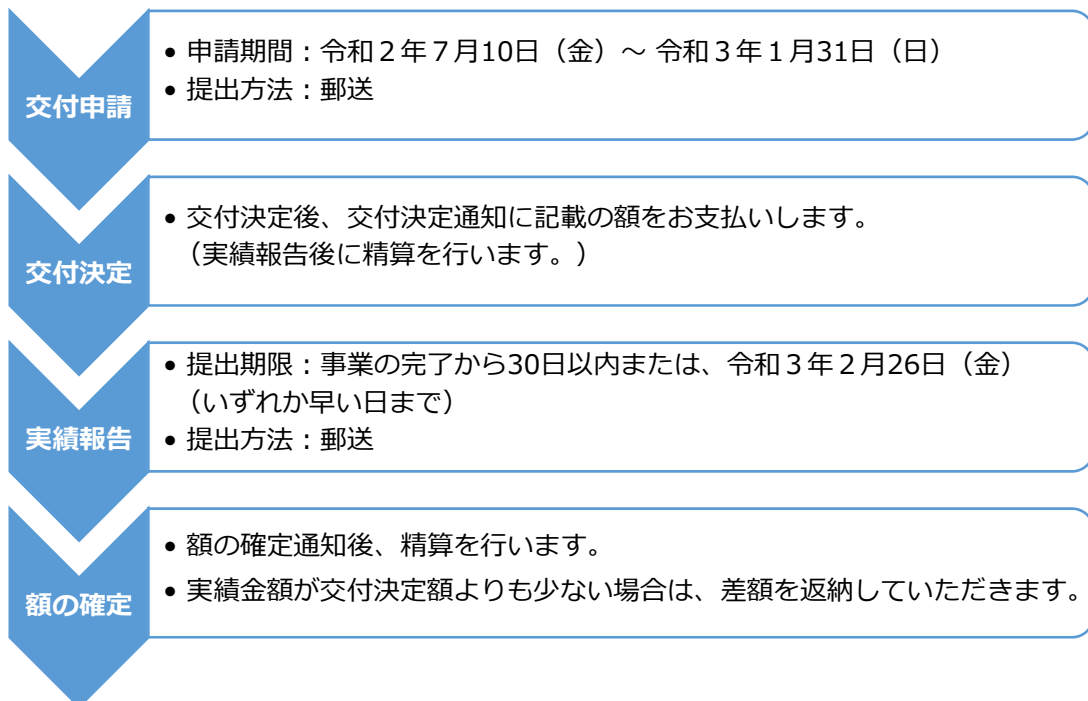 交付申請
• 申請期間：令和２年７月10日（金）～ 令和３年１月31日（日）
• 提出方法：郵送
交付決定
• 交付決定後、交付決定通知に記載の額をお支払いします。
（実績報告後に精算を行います。）
実績報告
• 提出期限：事業の完了から30日以内または、令和３年２月26日（金）
（いずれか早い日まで）
• 提出方法：郵送
額の確定
• 額の確定通知後、精算を行います。
• 実績金額が交付決定額よりも少ない場合は、差額を返納していただきます。